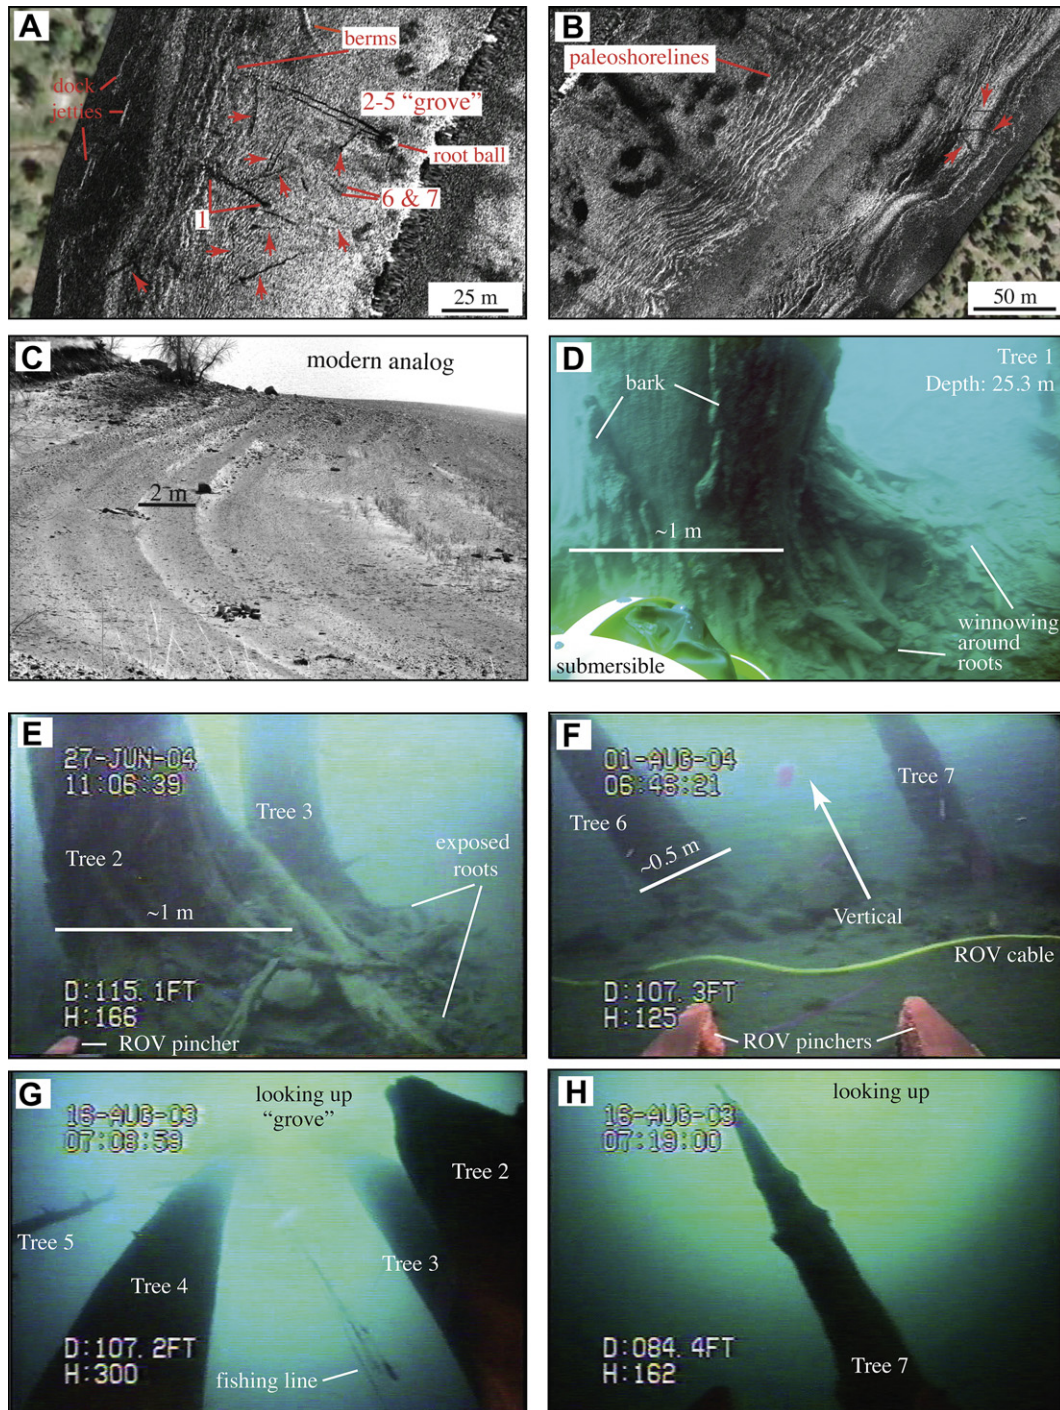 A
berms
dock
jetties
2-5 “grove”
root ball
6 & 7
1
25 m
B
paleoshorelines
50 m
C
modern analog
2 m
D
Tree 1
Depth: 25.3 m
bark
~1 m
winnowing
around
roots
submersible
E
27-JUN-04
11:06:39
Tree 3
Tree 2
exposed
roots
~1 m
D:115.1FT
H:166
ROV pincher
F
01-AUG-04
06:46:21
Tree 7
Tree 6
~0.5 m
Vertical
ROV cable
D:107.3FT
H:125
ROV pinchers
G
looking up
“grove”
16-AUG-03
07:08:59
Tree 2
Tree 5
Tree 3
Tree 4
D:107.2FT
H:300
fishing line
H
looking up
16-AUG-03
07:19:00
D:084.4FT
H:162
Tree 7